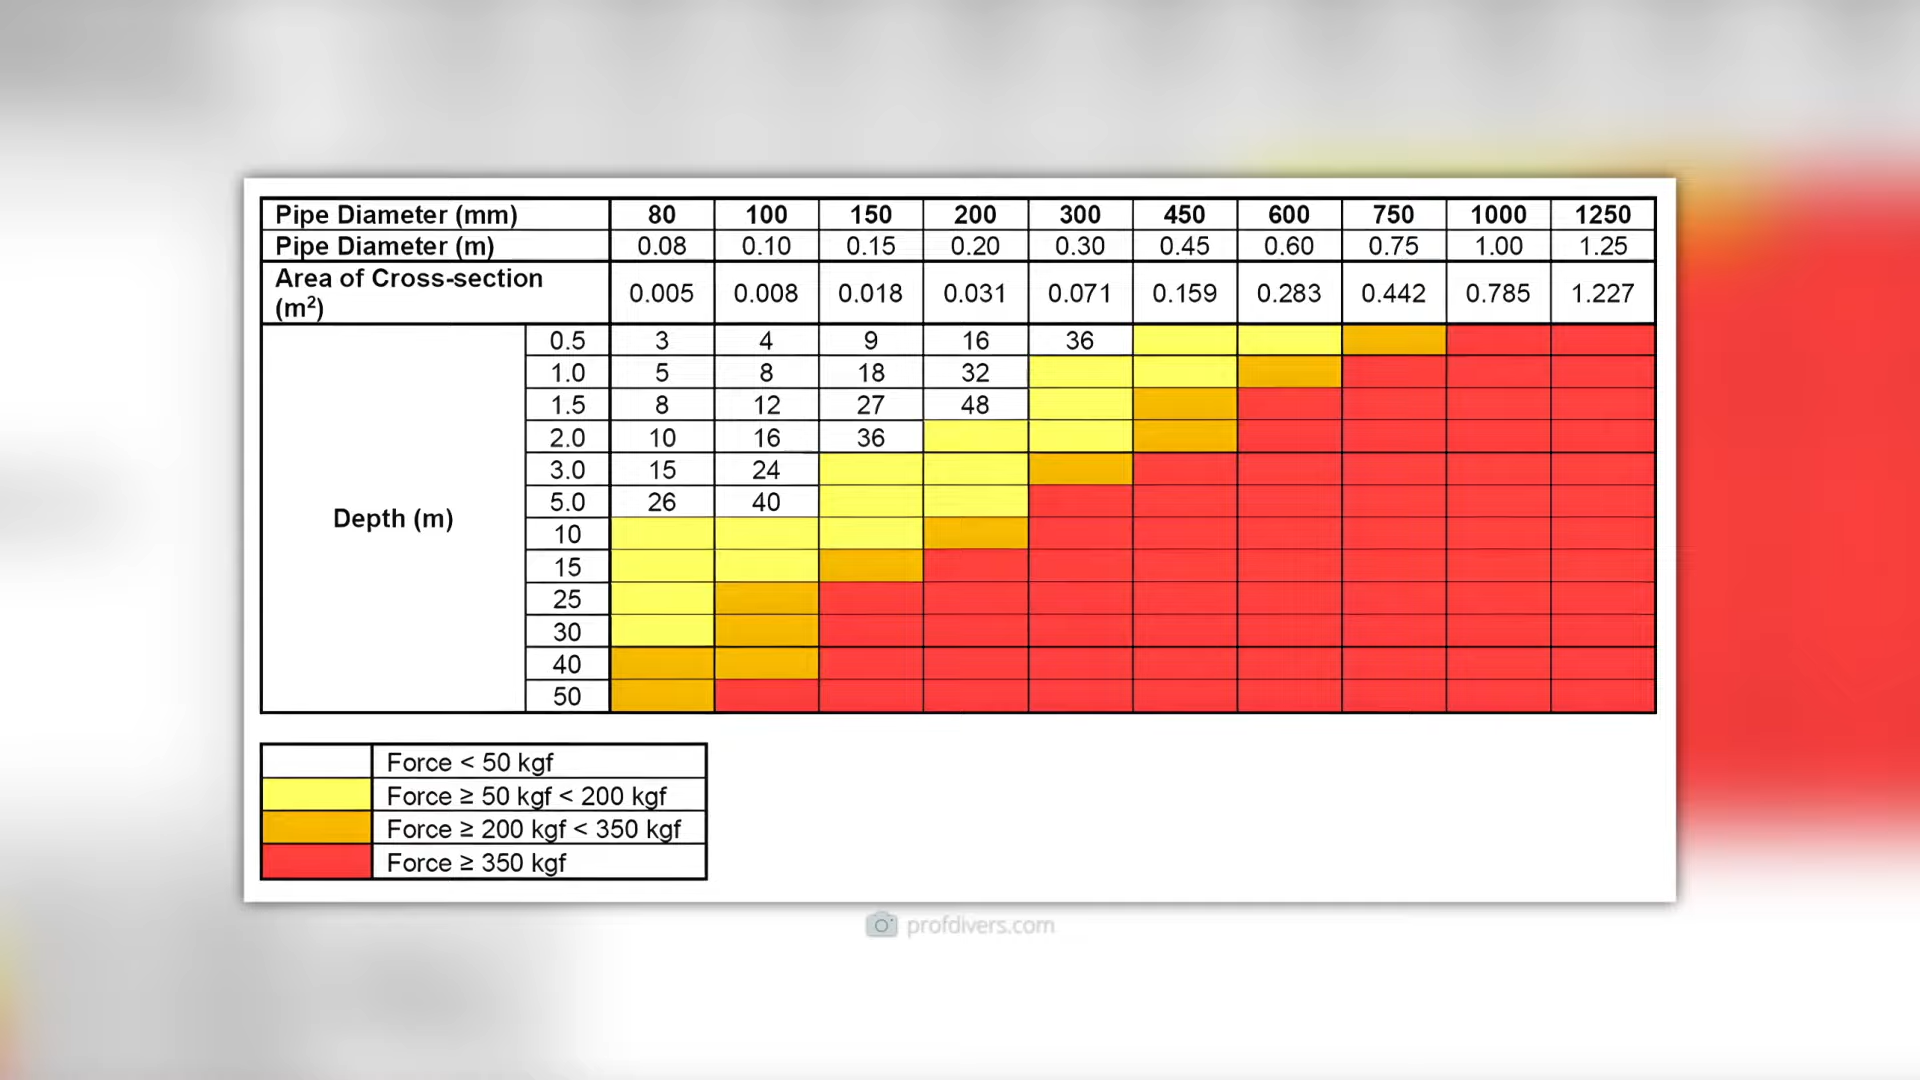 Pipe Diameter (mm) 80 100 150 200 300 450 600 750 1000 1250
Pipe Diameter (m) 0.08 0.10 0.15 0.20 0.30 0.45 0.60 0.75 1.00 1.25
Area of Cross-section
(m²) 0.005 0.008 0.018 0.031 0.071 0.159 0.283 0.442 0.785 1.227
0.5 3 4 9 16 36
1.0 5 8 18 32
1.5 8 12 27 48
2.0 10 16 36
3.0 15 24
5.0 26 40
Depth (m)
10
15
25
30
40
50
Force < 50 kgf
Force ≥ 50 kgf < 200 kgf
Force ≥ 200 kgf < 350 kgf
Force ≥ 350 kgf
profdivers.com